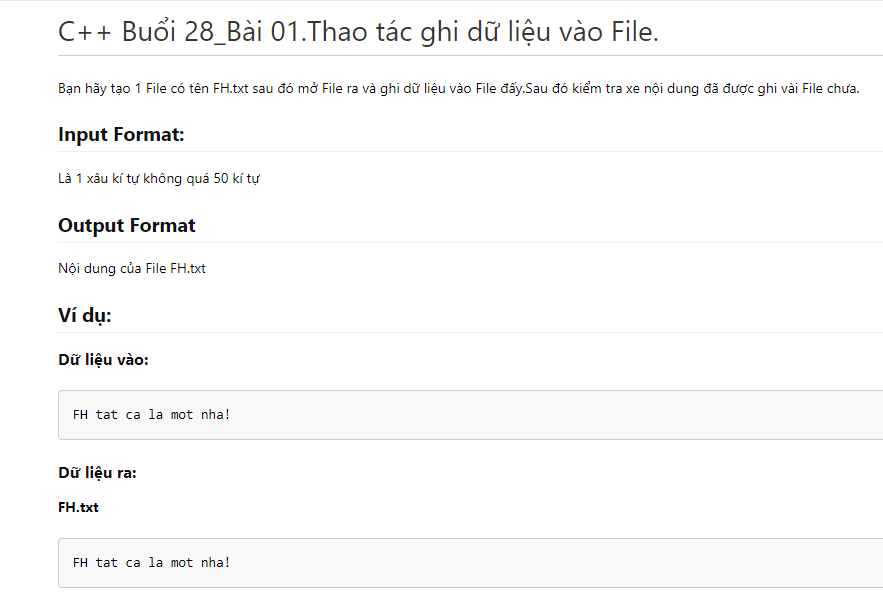 C++ Buổi 28_Bài 01.Thao tác ghi dữ liệu vào File.
Bạn hãy tạo 1 File có tên FH.txt sau đó mở File ra và ghi dữ liệu vào File đấy.Sau đó kiểm tra xe nội dung đã được ghi vài File chưa.
Input Format:
Là 1 xâu kí tự không quá 50 kí tự
Output Format
Nội dung của File FH.txt
Ví dụ:
Dữ liệu vào:
FH tat ca la mot nha!
Dữ liệu ra:
FH.txt
FH tat ca la mot nha!